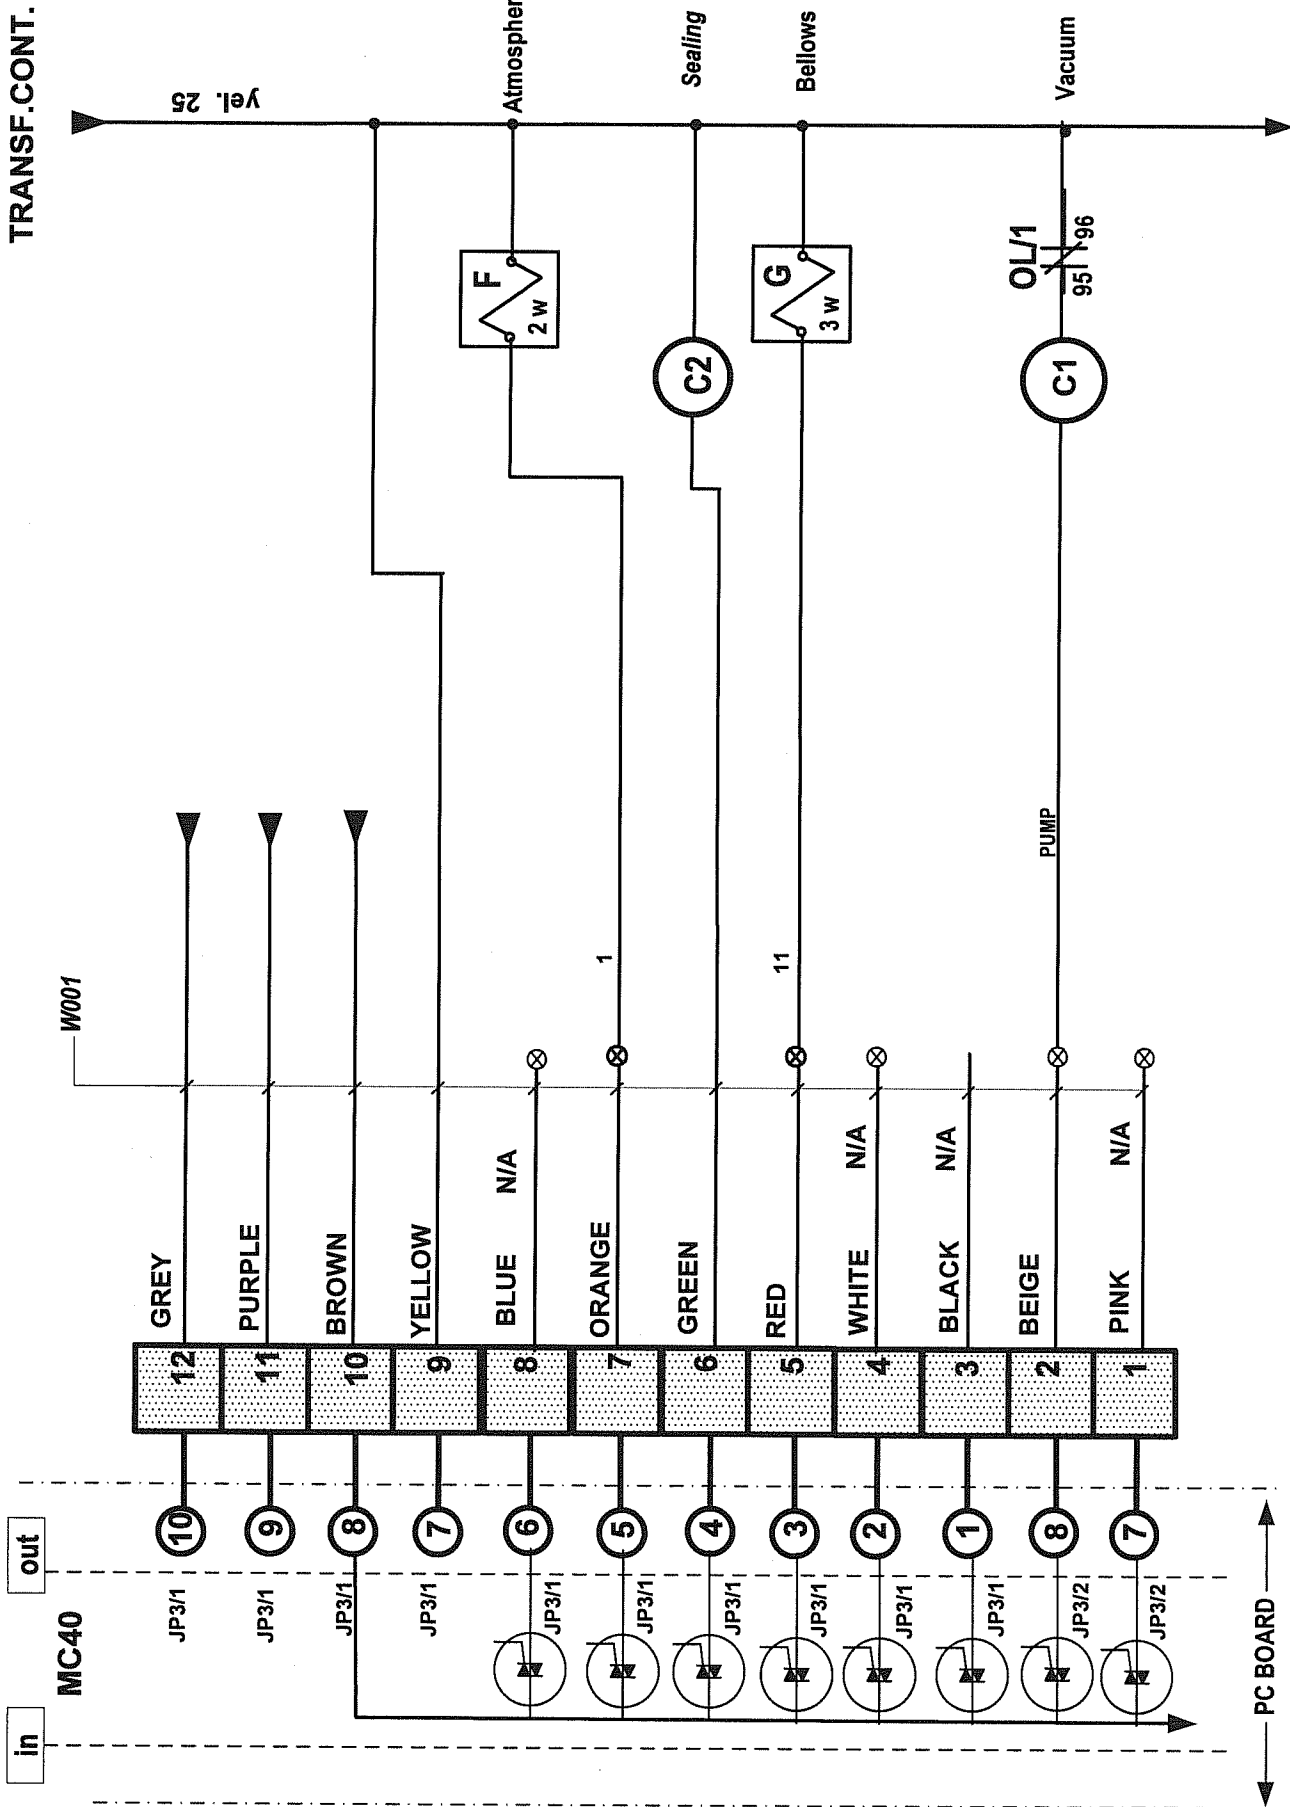 TRANSF.CONT.
yel. 25
Atmospher
Sealing
Bellows
Vacuum
F
2 w
C2
G
3 w
OL/1
95
96
C1
W001
1
11
PUMP
GREY
PURPLE
BROWN
YELLOW
BLUE N/A
ORANGE
GREEN
RED
WHITE N/A
BLACK N/A
BEIGE
PINK N/A
12
11
10
9
8
7
6
5
4
3
2
1
out
10
9
8
7
6
5
4
3
2
1
8
7
MC40
JP3/1
JP3/1
JP3/1
JP3/1
JP3/1
JP3/1
JP3/1
JP3/1
JP3/1
JP3/1
JP3/2
JP3/2
in
PC BOARD